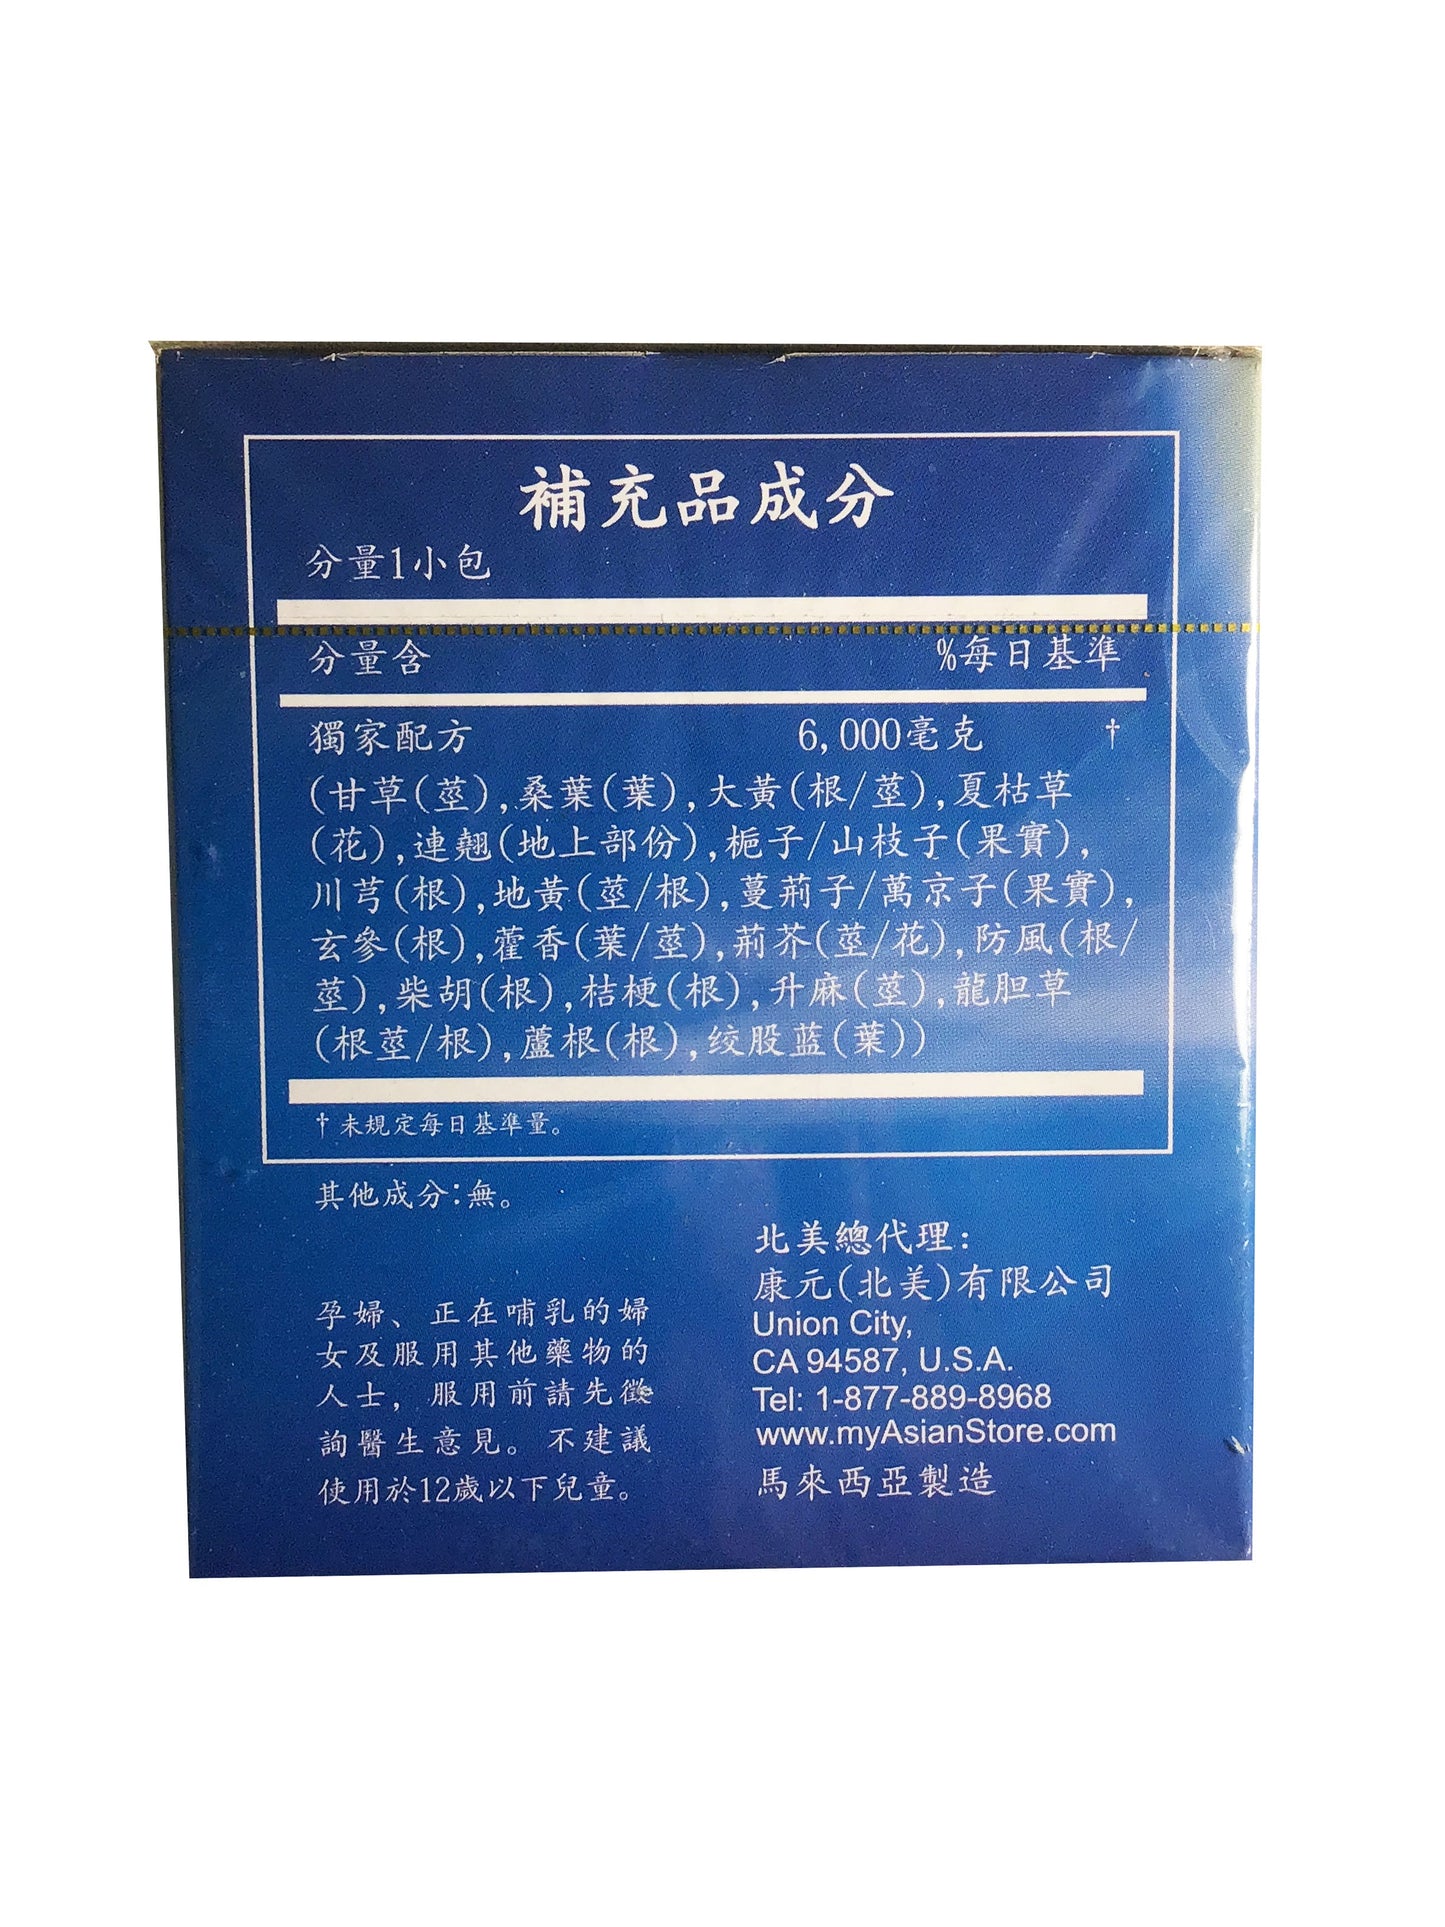 補充品成分
分量1小包
分量含 %每日基準
獨家配方 6,000毫克 †
(甘草(莖),桑葉(葉),大黃(根/莖),夏枯草
(花),連翹(地上部份),梔子/山枝子(果實),
川芎(根),地黃(莖/根),蔓荊子/萬京子(果實),
玄參(根),藿香(葉/莖),荊芥(莖/花),防風(根/
莖),柴胡(根),桔梗(根),升麻(莖),龍胆草
(根莖/根),蘆根(根),绞股蓝(葉))
†未規定每日基準量。
其他成分:無。
孕婦、正在哺乳的婦
女及服用其他藥物的
人士，服用前請先徵
詢醫生意見。不建議
使用於12歲以下兒童。
北美總代理:
康元(北美)有限公司
Union City,
CA 94587, U.S.A.
Tel: 1-877-889-8968
www.myAsianStore.com
馬來西亞製造